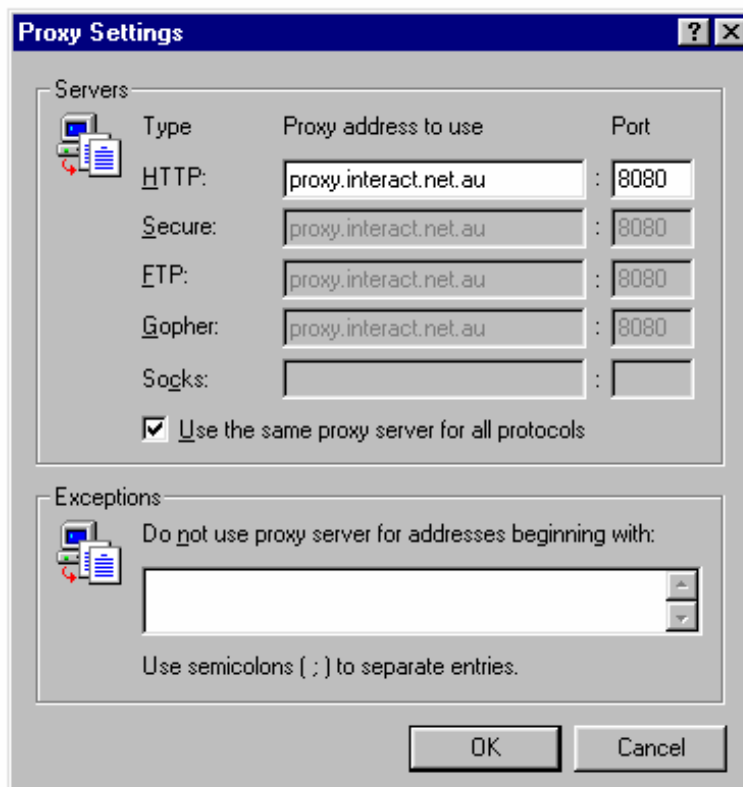 Proxy Settings
Servers
Type Proxy address to use Port
HTTP: proxy.interact.net.au : 8080
Secure: proxy.interact.net.au : 8080
FTP: proxy.interact.net.au : 8080
Gopher: proxy.interact.net.au : 8080
Socks: :
Use the same proxy server for all protocols
Exceptions
Do not use proxy server for addresses beginning with:
Use semicolons ( ; ) to separate entries.
OK Cancel